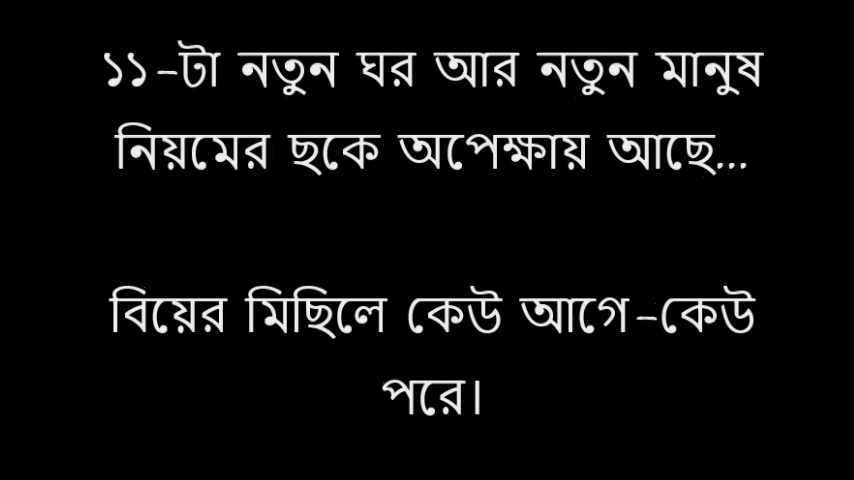 ১১-টা নতুন ঘর আর নতুন মানুষ
নিয়মের ছকে অপেক্ষায় আছে...
বিয়ের মিছিলে কেউ আগে-কেউ
পরে।